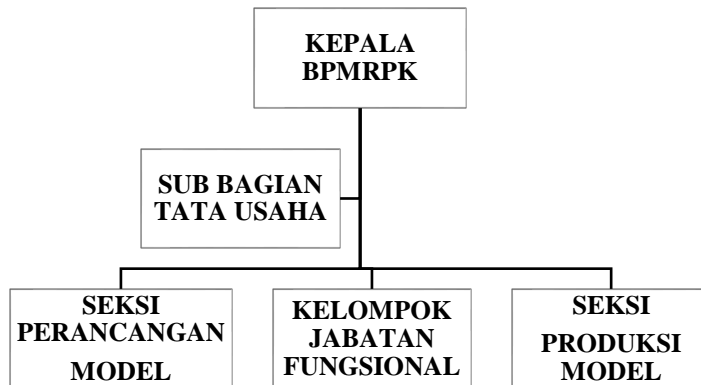 KEPALA
BPMRPK
SUB BAGIAN
TATA USAHA
SEKSI
PERANCANGAN
MODEL
KELOMPOK
JABATAN
FUNGSIONAL
SEKSI
PRODUKSI
MODEL